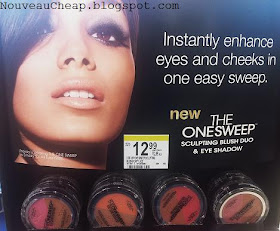 NouveauCheap.blogspot.com
Instantly enhance
eyes and cheeks in
one easy sweep.
new THE
ONESWEEP
SCULPTING BLUSH DUO
& EYE SHADOW
12.99